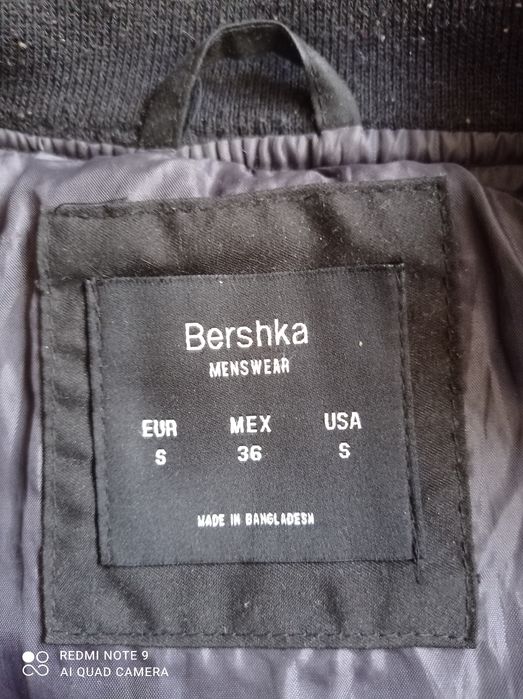 Bershka
MENSWEAR
EUR MEX USA
S 36 S
MADE IN BANGLADESH
REDMI NOTE 9
AI QUAD CAMERA